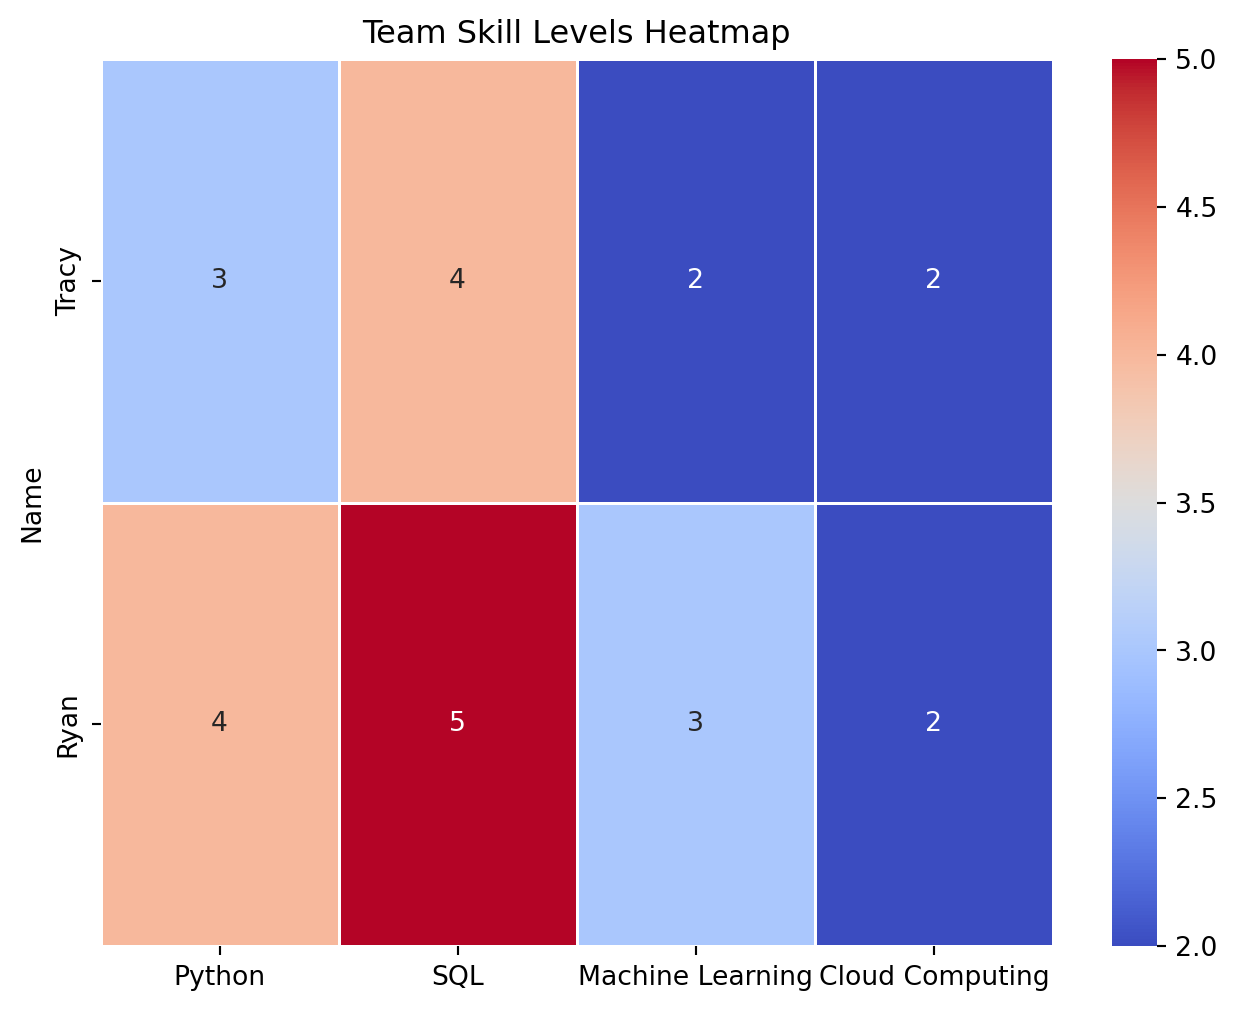 Team Skill Levels Heatmap
Name
Tracy
3 4 2 2
Ryan
4 5 3 2
Python SQL Machine Learning Cloud Computing
5.0
4.5
4.0
3.5
3.0
2.5
2.0